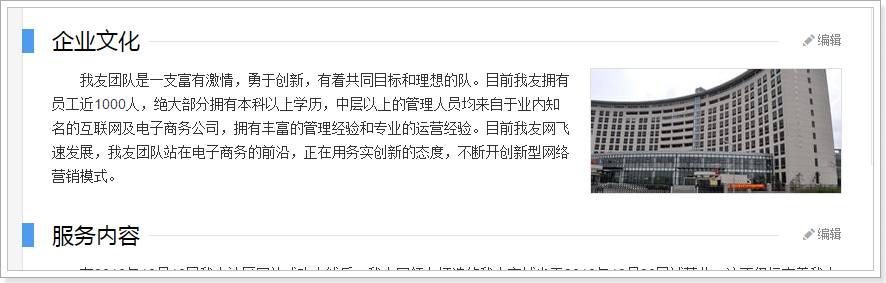 企业文化
编辑
我友团队是一支富有激情，勇于创新，有着共同目标和理想的队。目前我友拥有
员工近1000人，绝大部分拥有本科以上学历，中层以上的管理人员均来自于业内知
名的互联网及电子商务公司，拥有丰富的管理经验和专业的运营经验。目前我友网飞
速发展，我友团队站在电子商务的前沿，正在用务实创新的态度，不断开创新型网络
营销模式。
服务内容
编辑